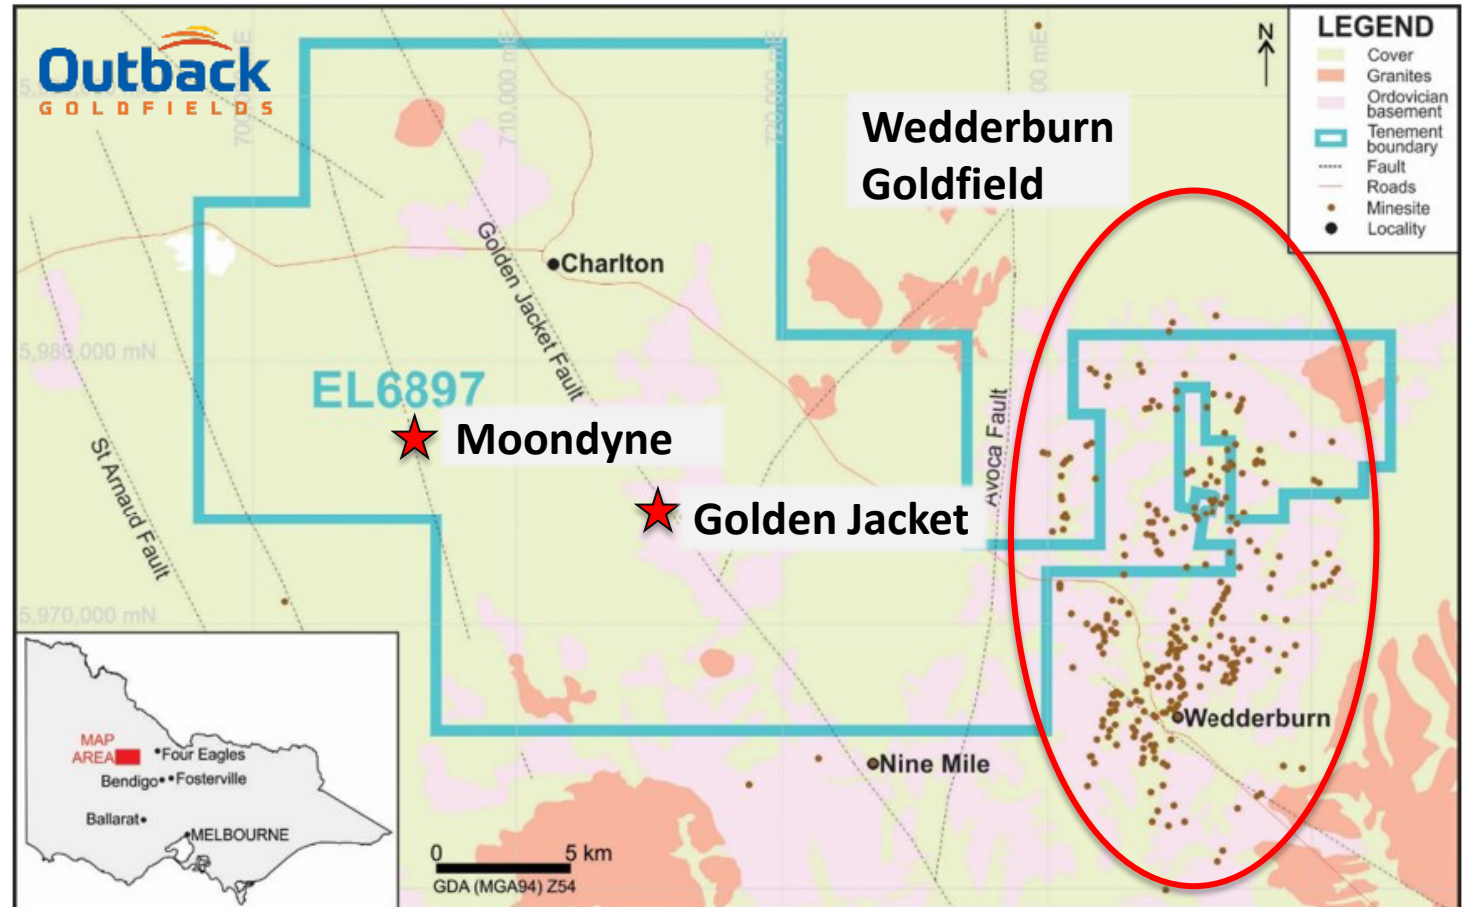 Outback
GOLDFIELDS
N
LEGEND
Cover
Granites
Ordovician
basement
Tenement
boundary
Fault
Roads
Minesite
Locality
710,000 mE
720,000 mE
Wedderburn
Goldfield
Golden Jacket Fault
Charlton
5,980,000 mN
EL6897
Moondyne
Avoca Fault
St Arnaud Fault
Golden Jacket
5,970,000 mN
MAP
AREA
Four Eagles
Bendigo
Fosterville
Ballarat
MELBOURNE
Wedderburn
Nine Mile
0 5 km
GDA (MGA94) Z54